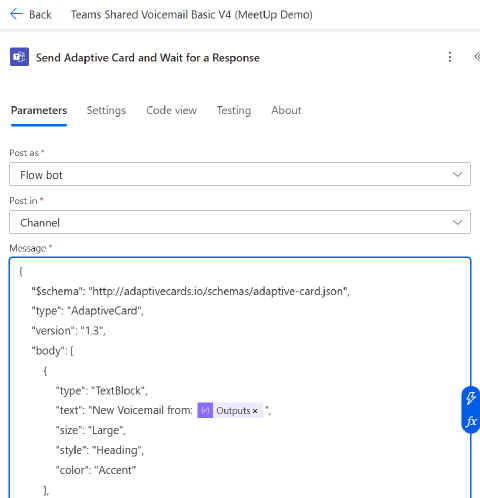 Back Teams Shared Voicemail Basic V4 (MeetUp Demo)
Send Adaptive Card and Wait for a Response
Parameters Settings Code view Testing About
Post as *
Flow bot
Post in *
Channel
Message *
{
"$schema": "http://adaptivecards.io/schemas/adaptive-card.json",
"type": "AdaptiveCard",
"version": "1.3",
"body": [
{
"type": "TextBlock",
"text": "New Voicemail from: Outputs × ",
"size": "Large",
"style": "Heading",
"color": "Accent"
},
fx